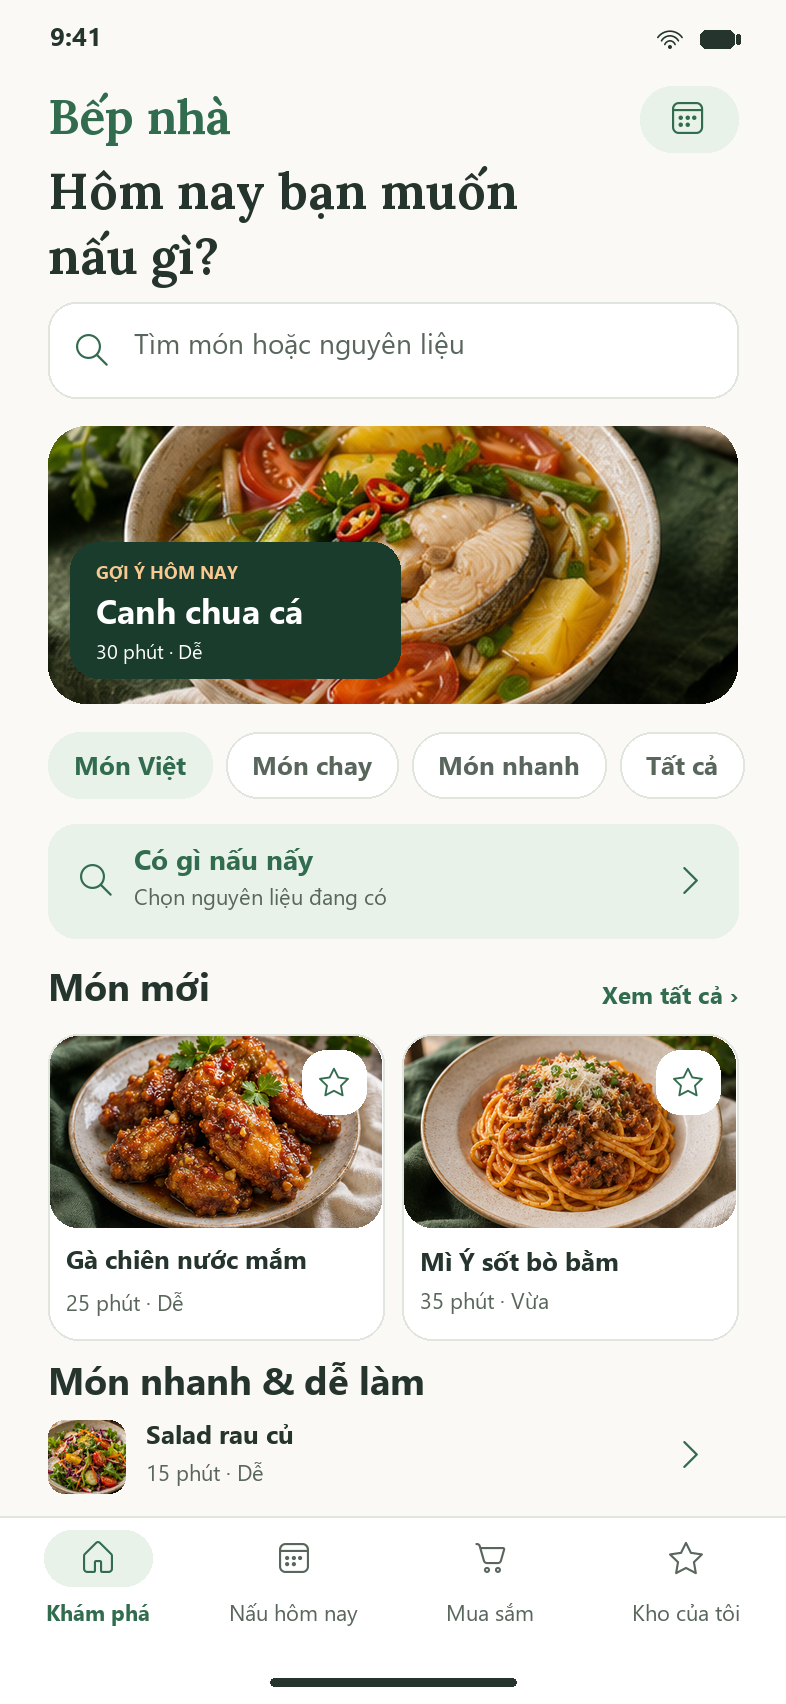 9:41
Bếp nhà
Hôm nay bạn muốn
nấu gì?
Tìm món hoặc nguyên liệu
GỢI Ý HÔM NAY
Canh chua cá
30 phút · Dễ
Món Việt
Món chay
Món nhanh
Tất cả
Có gì nấu nấy
Chọn nguyên liệu đang có
Món mới
Xem tất cả ›
Gà chiên nước mắm
25 phút · Dễ
Mì Ý sốt bò bằm
35 phút · Vừa
Món nhanh & dễ làm
Salad rau củ
15 phút · Dễ
Khám phá
Nấu hôm nay
Mua sắm
Kho của tôi